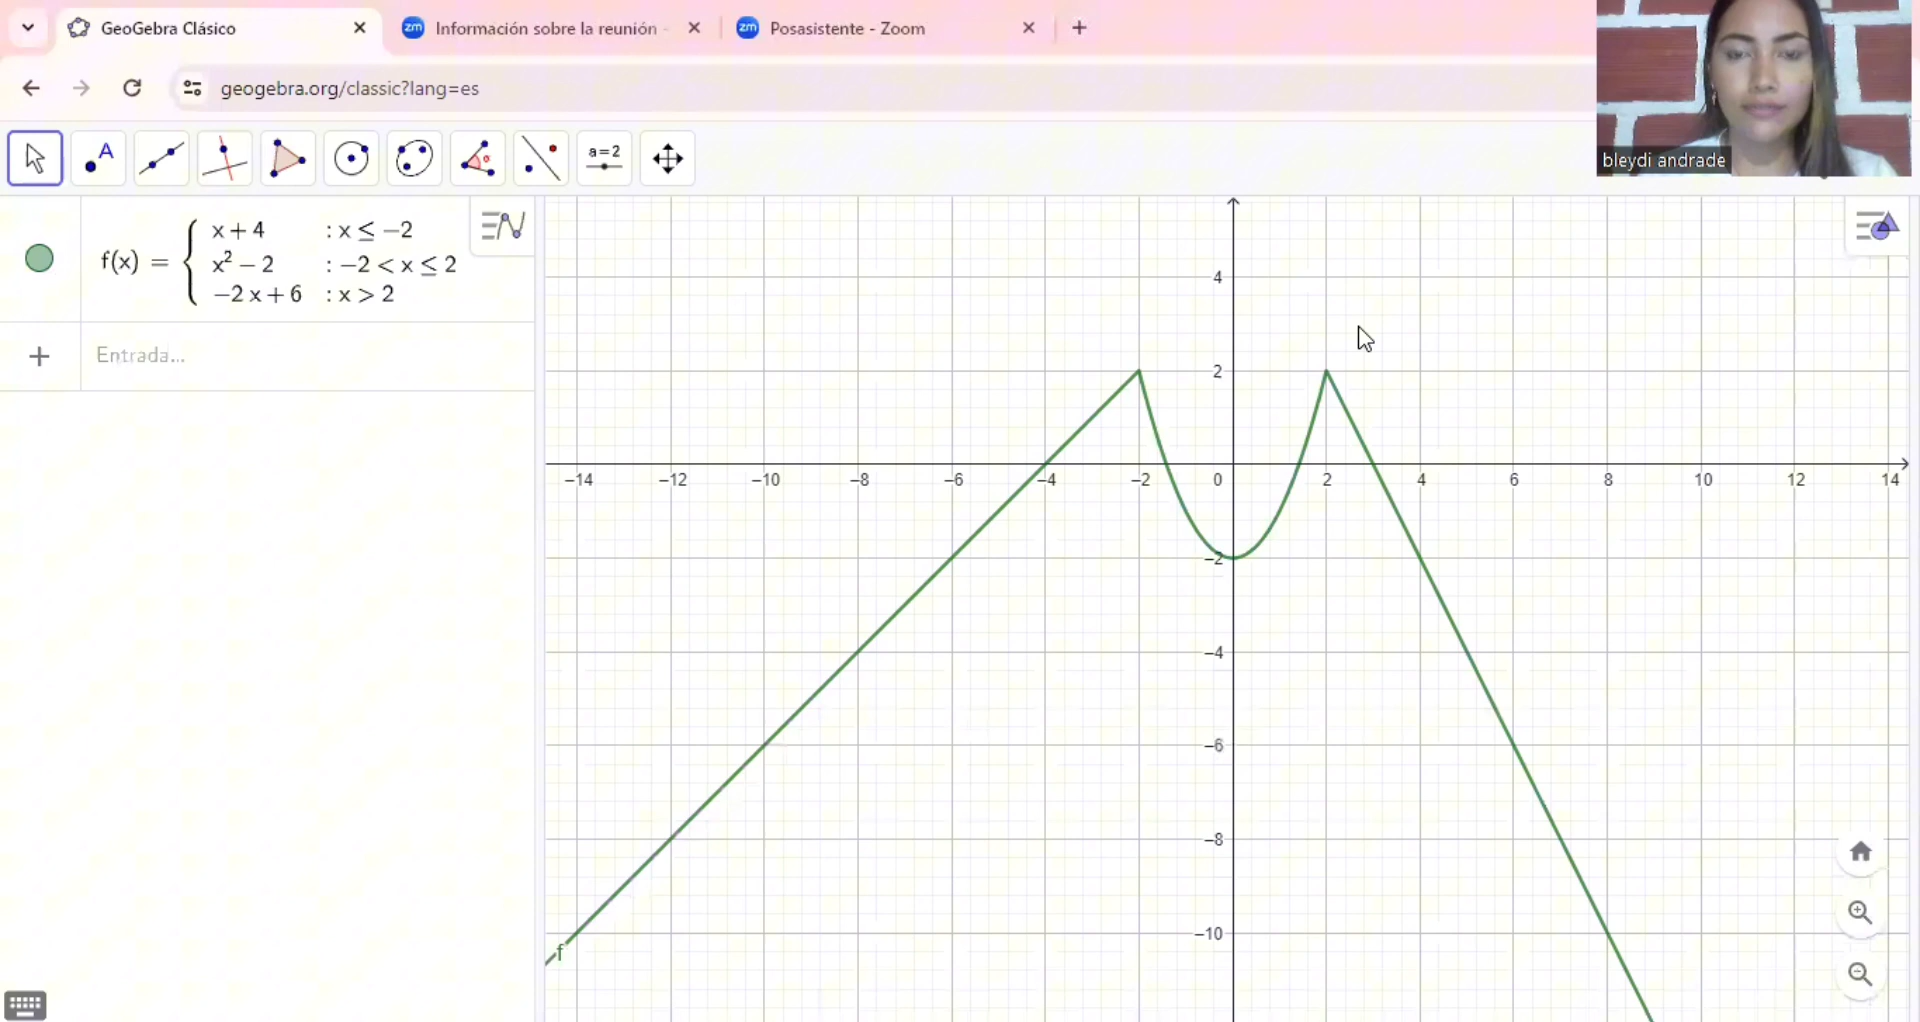 GeoGebra Clásico
Información sobre la reunión -
Posasistente - Zoom
geogebra.org/classic?lang=es
bleydi andrade
A
a=2
f(x) = { x + 4 : x ≤ −2
x² − 2 : −2 < x ≤ 2
−2 x + 6 : x > 2
Entrada...
4
2
−14 −12 −10 −8 −6 −4 −2 0 2 4 6 8 10 12 14
−2
−4
−6
−8
−10
f